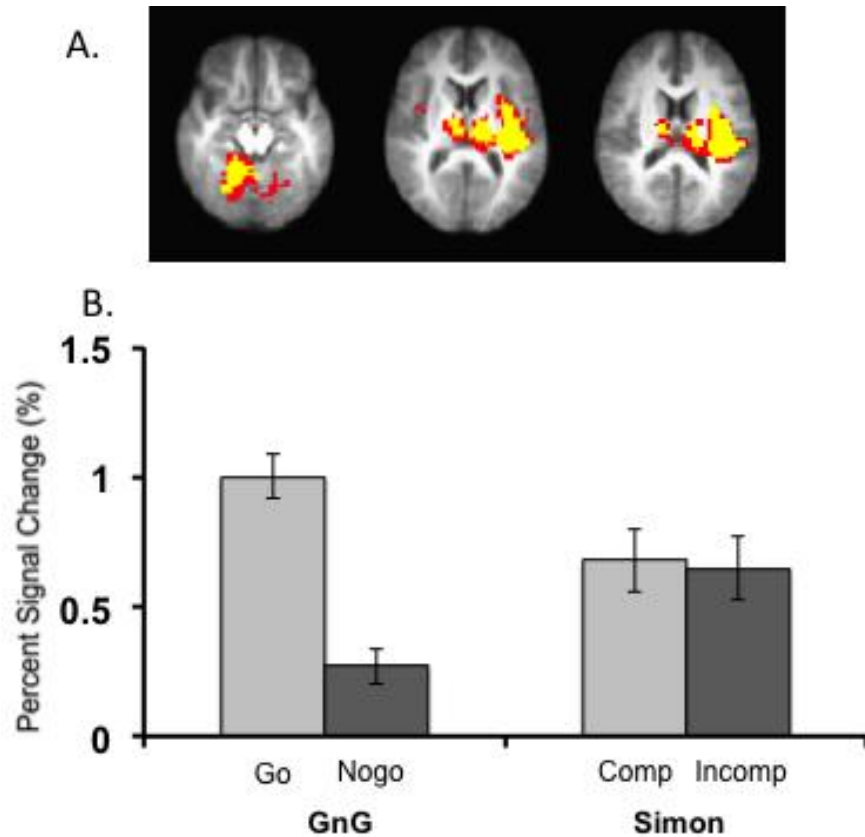 A.
B.
Percent Signal Change (%)
1.5
1
0.5
0
Go Nogo Comp Incomp
GnG Simon